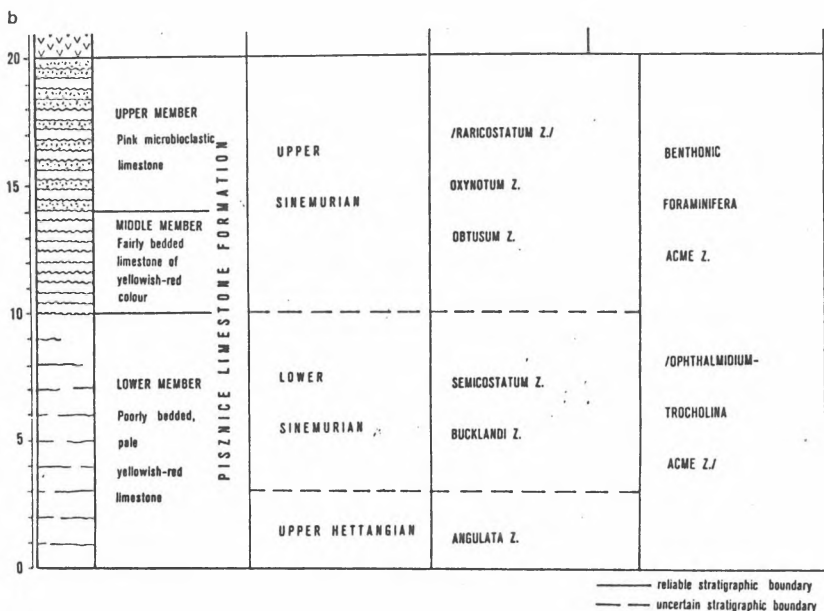 b
20
15
10
5
0
UPPER MEMBER
Pink microbioclastic
limestone
MIDDLE MEMBER
Fairly bedded
limestone of
yellowish-red
colour
LOWER MEMBER
Poorly bedded,
pale
yellowish-red
limestone
PISZNICE LIMESTONE FORMATION
UPPER
SINEMURIAN
LOWER
SINEMURIAN
UPPER HETTANGIAN
/RARICOSTATUM Z./
OXYNOTUM Z.
OBTUSUM Z.
SEMICOSTATUM Z.
BUCKLANDI Z.
ANGULATA Z.
BENTHONIC
FORAMINIFERA
ACME Z.
/OPHTHALMIDIUM-
TROCHOLINA
ACME Z./
reliable stratigraphic boundary
uncertain stratigraphic boundary